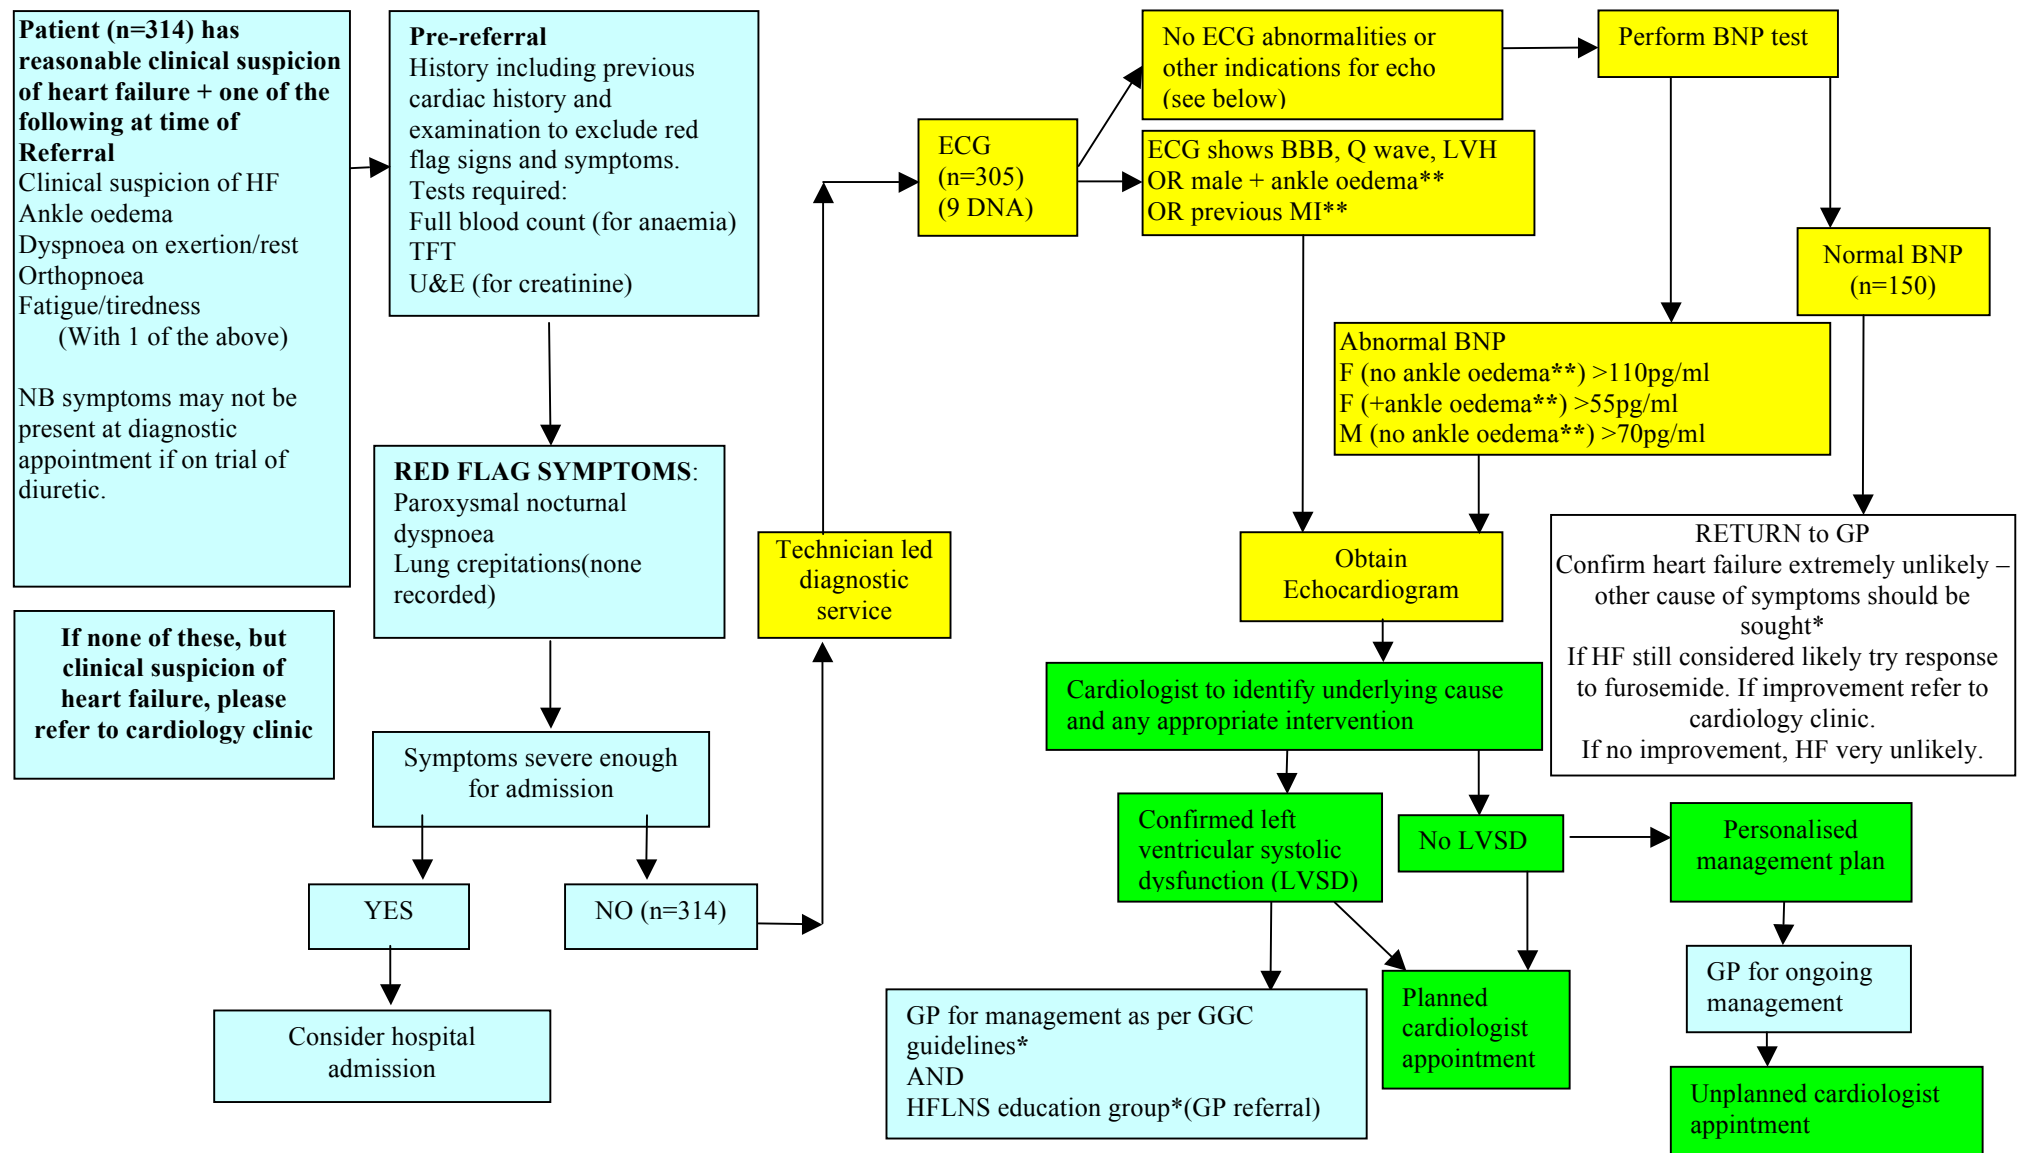 Patient (n=314) has
reasonable clinical suspicion
of heart failure + one of the
following at time of
Referral
Clinical suspicion of HF
Ankle oedema
Dyspnoea on exertion/rest
Orthopnoea
Fatigue/tiredness
(With 1 of the above)
NB symptoms may not be
present at diagnostic
appointment if on trial of
diuretic.
If none of these, but
clinical suspicion of
heart failure, please
refer to cardiology clinic
Pre-referral
History including previous
cardiac history and
examination to exclude red
flag signs and symptoms.
Tests required:
Full blood count (for anaemia)
TFT
U&E (for creatinine)
RED FLAG SYMPTOMS:
Paroxysmal nocturnal
dyspnoea
Lung crepitations(none
recorded)
Symptoms severe enough
for admission
YES
NO (n=314)
Consider hospital
admission
Technician led
diagnostic
service
ECG
(n=305)
(9 DNA)
No ECG abnormalities or
other indications for echo
(see below)
ECG shows BBB, Q wave, LVH
OR male + ankle oedema**
OR previous MI**
Perform BNP test
Normal BNP
(n=150)
Abnormal BNP
F (no ankle oedema**) >110pg/ml
F (+ankle oedema**) >55pg/ml
M (no ankle oedema**) >70pg/ml
Obtain
Echocardiogram
RETURN to GP
Confirm heart failure extremely unlikely –
other cause of symptoms should be
sought*
If HF still considered likely try response
to furosemide. If improvement refer to
cardiology clinic.
If no improvement, HF very unlikely.
Cardiologist to identify underlying cause
and any appropriate intervention
Confirmed left
ventricular systolic
dysfunction (LVSD)
No LVSD
Personalised
management plan
GP for ongoing
management
Unplanned cardiologist
appintment
Planned
cardiologist
appointment
GP for management as per GGC
guidelines*
AND
HFLNS education group*(GP referral)